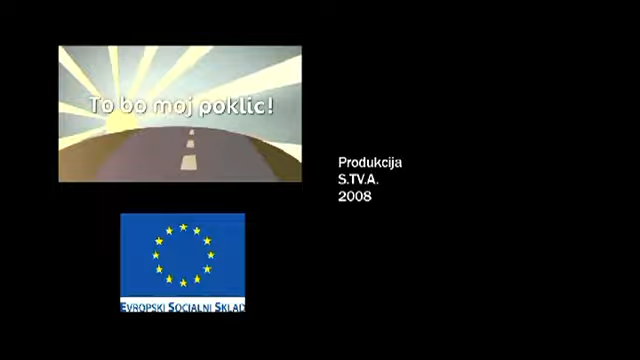 To bo moj poklic!
Produkcija
S.TV.A.
2008
EVROPSKI SOCIALNI SKLAD